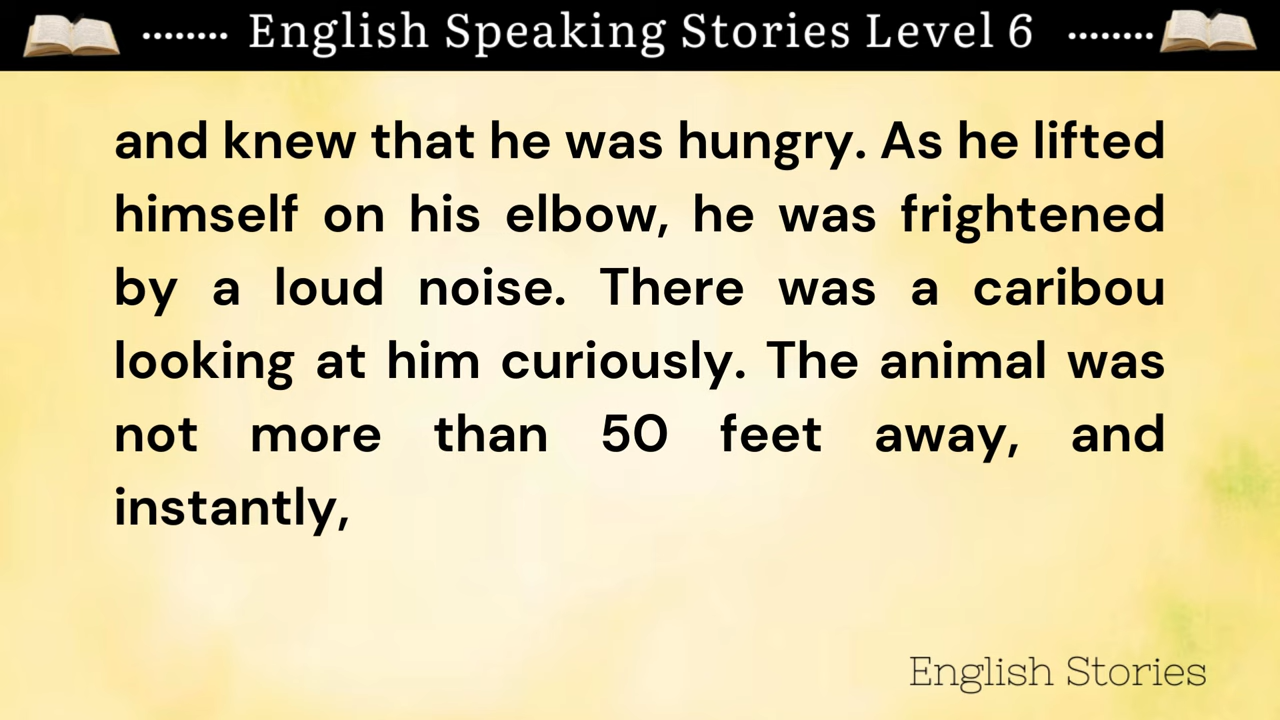 ........ English Speaking Stories Level 6 ........
and knew that he was hungry. As he lifted
himself on his elbow, he was frightened
by a loud noise. There was a caribou
looking at him curiously. The animal was
not more than 50 feet away, and
instantly,
English Stories